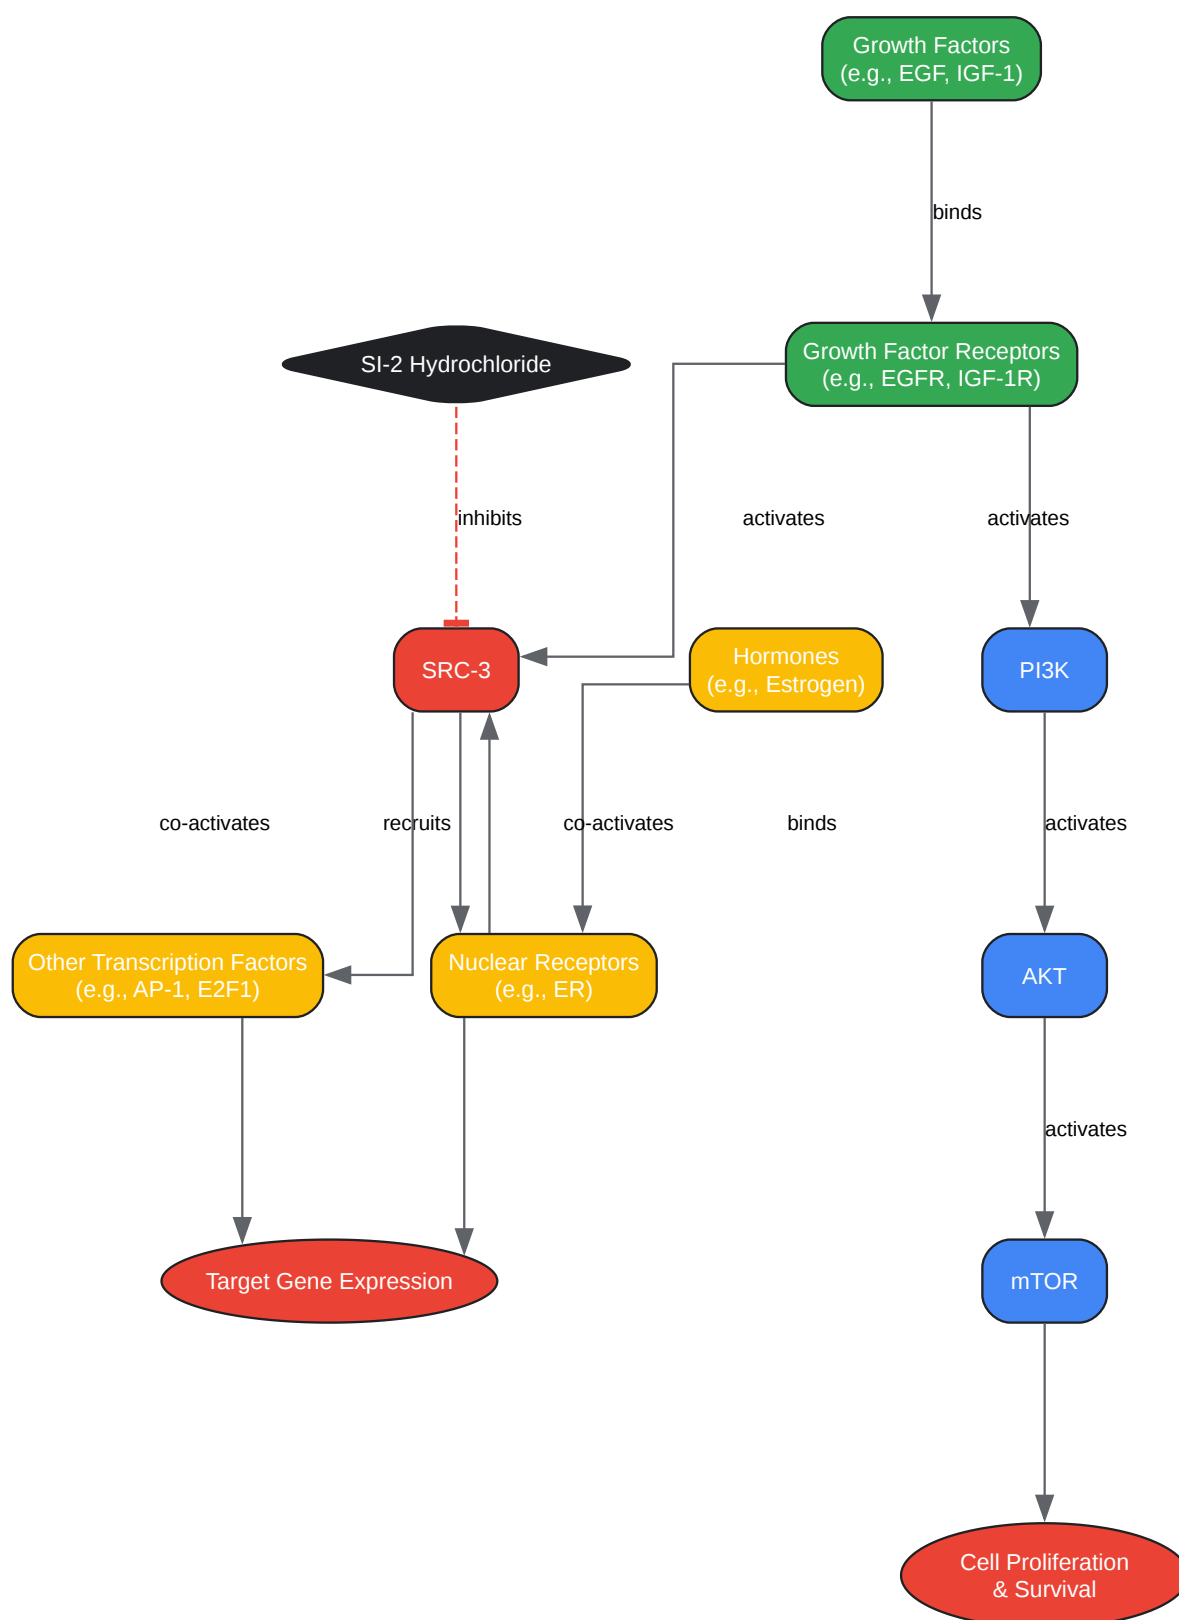 Growth Factors
(e.g., EGF, IGF-1)
binds
SI-2 Hydrochloride
Growth Factor Receptors
(e.g., EGFR, IGF-1R)
inhibits
activates
activates
SRC-3
Hormones
(e.g., Estrogen)
PI3K
co-activates
recruits
co-activates
binds
activates
Other Transcription Factors
(e.g., AP-1, E2F1)
Nuclear Receptors
(e.g., ER)
AKT
activates
Target Gene Expression
mTOR
Cell Proliferation
& Survival